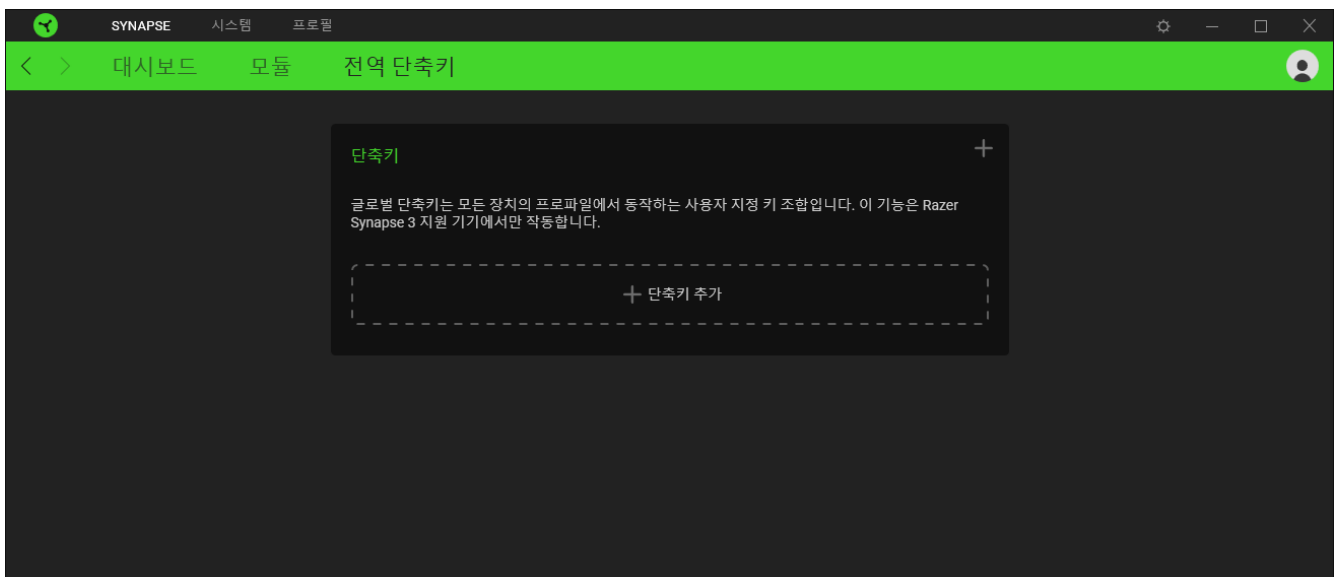 SYNAPSE 시스템 프로필
대시보드 모듈 전역 단축키
단축키
글로벌 단축키는 모든 장치의 프로파일에서 동작하는 사용자 지정 키 조합입니다. 이 기능은 Razer
Synapse 3 지원 기기에서만 작동합니다.
단축키 추가